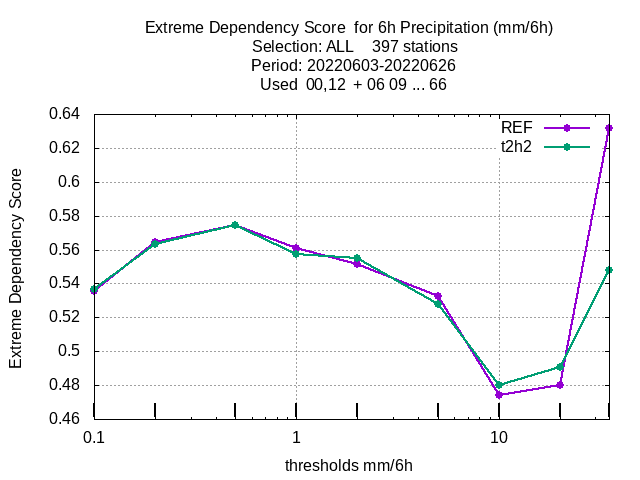 Extreme Dependency Score  for 6h Precipitation (mm/6h)
Selection: ALL    397 stations
Period: 20220603-20220626
Used  00,12  + 06 09 ... 66
0.64
0.62
0.6
0.58
0.56
0.54
0.52
0.5
0.48
0.46
Extreme Dependency Score
REF
t2h2
0.1 1 10
thresholds mm/6h